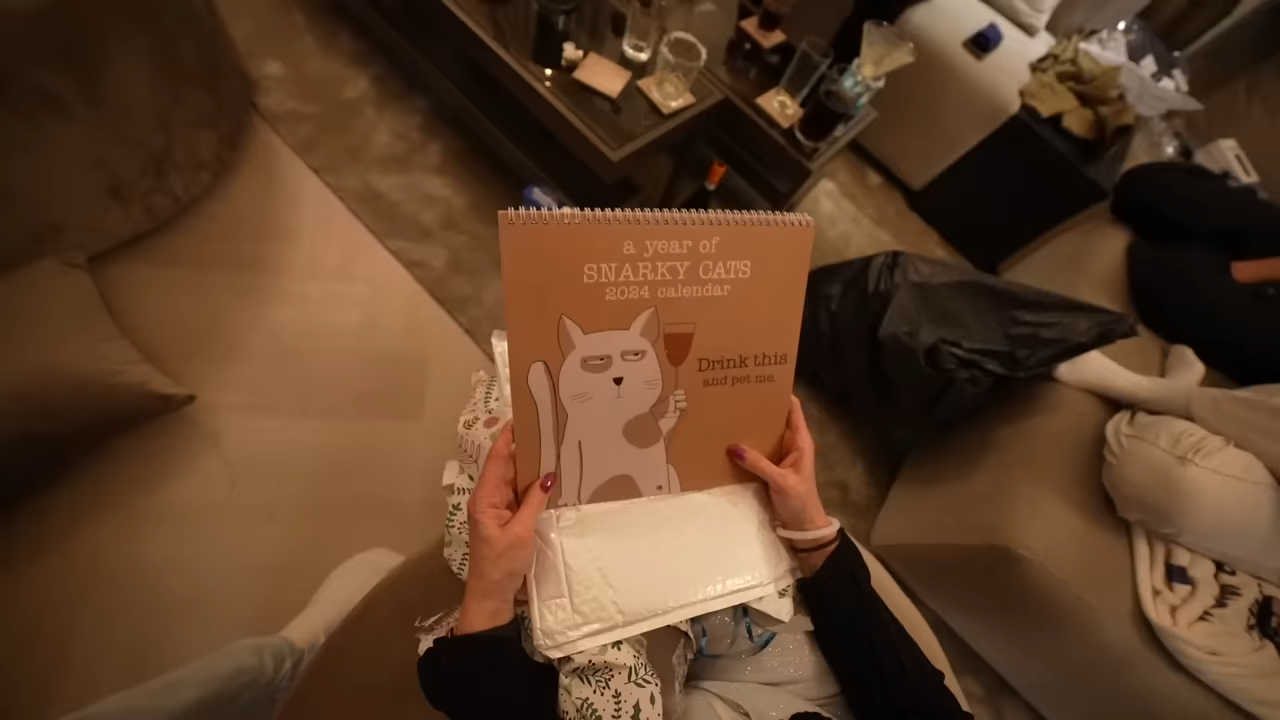 a year of
SNARKY CATS
2024 calendar
Drink this
and pet me.